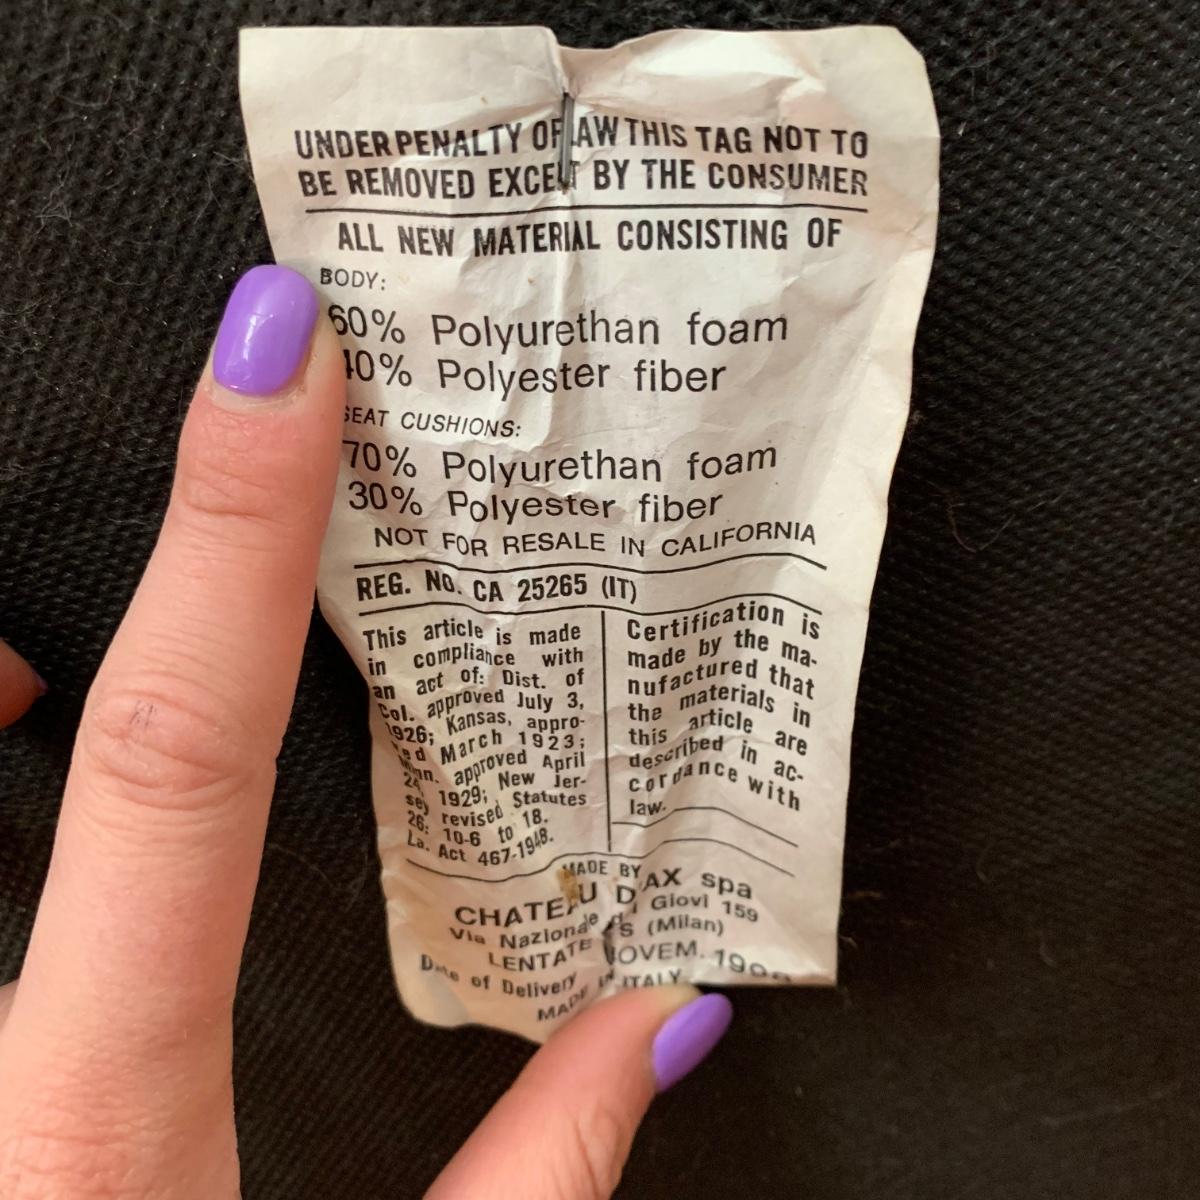 UNDER PENALTY OF LAW THIS TAG NOT TO
BE REMOVED EXCEPT BY THE CONSUMER
ALL NEW MATERIAL CONSISTING OF
BODY:
60% Polyurethan foam
40% Polyester fiber
SEAT CUSHIONS:
70% Polyurethan foam
30% Polyester fiber
NOT FOR RESALE IN CALIFORNIA
REG. NO. CA 25265 (IT)
This article is made
in compliance with
an act of: Dist. of
Col. approved July 3,
1926; Kansas, appro-
ved March 1923;
Minn. approved April
24, 1929; New Jer-
sey revised Statutes
26: 10-6 to 18.
La. Act 467-1948.
Certification is
made by the ma-
nufactured that
the materials in
this article are
described in ac-
cordance with
law.
MADE BY
CHATEAU D'AX spa
Via Nazionale Giovi 159
LENTATE S (Milan)
Date of Delivery NOVEM.
MADE IN ITALY